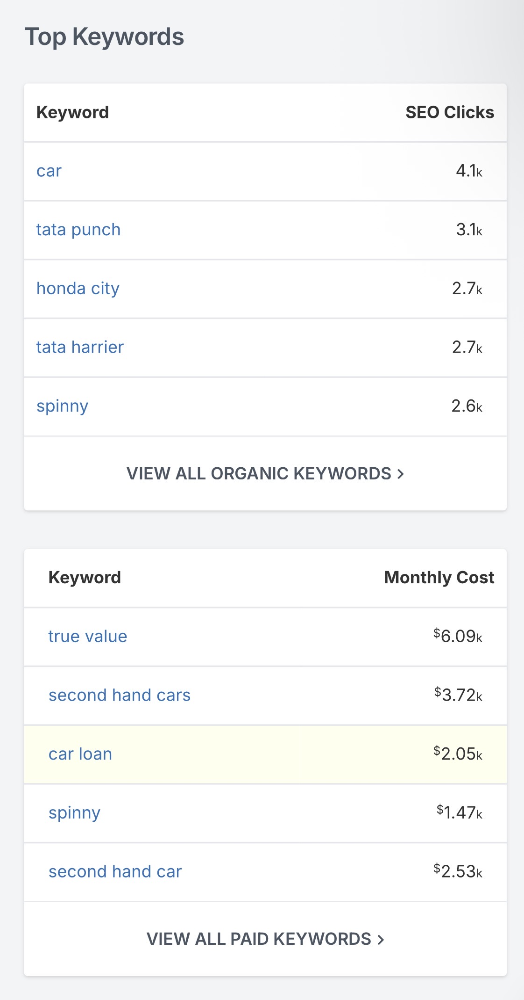 Top Keywords
Keyword SEO Clicks
car 4.1k
tata punch 3.1k
honda city 2.7k
tata harrier 2.7k
spinny 2.6k
VIEW ALL ORGANIC KEYWORDS >
Keyword Monthly Cost
true value $6.09k
second hand cars $3.72k
car loan $2.05k
spinny $1.47k
second hand car $2.53k
VIEW ALL PAID KEYWORDS >